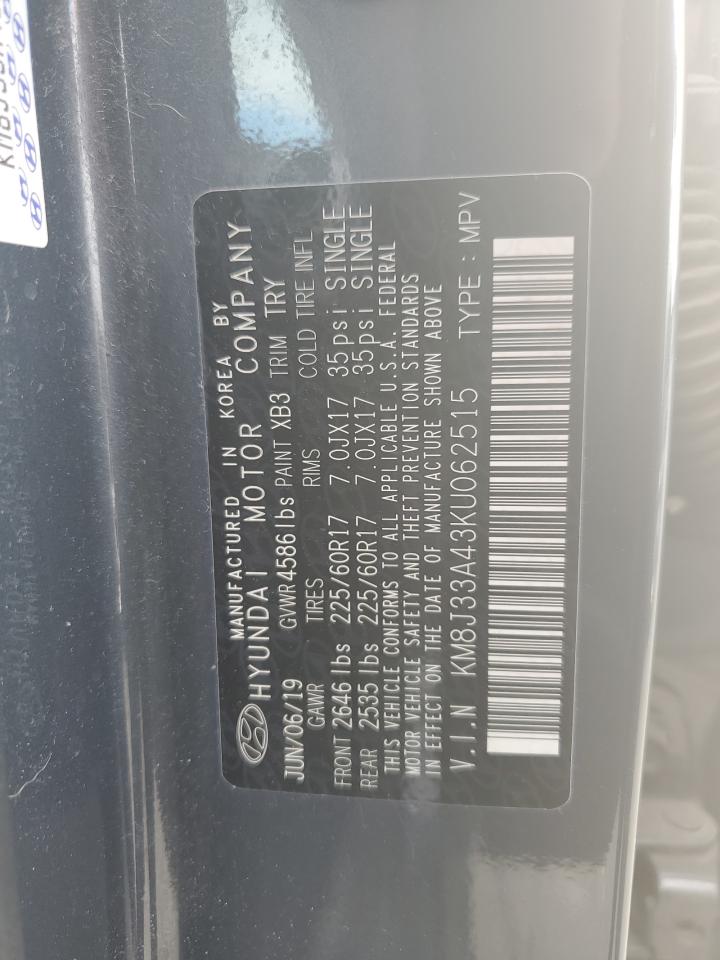 MANUFACTURED IN KOREA BY
HYUNDAI MOTOR COMPANY
JUN/06/19 GVWR 4586 lbs PAINT XB3 TRIM TRY
GAWR TIRES RIMS COLD TIRE INFL
FRONT 2646 lbs 225/60R17 7.0JX17 35psi SINGLE
REAR 2535 lbs 225/60R17 7.0JX17 35psi SINGLE
THIS VEHICLE CONFORMS TO ALL APPLICABLE U.S.A. FEDERAL
MOTOR VEHICLE SAFETY AND THEFT PREVENTION STANDARDS
IN EFFECT ON THE DATE OF MANUFACTURE SHOWN ABOVE
V.I.N KM8J33A43KU062515 TYPE : MPV